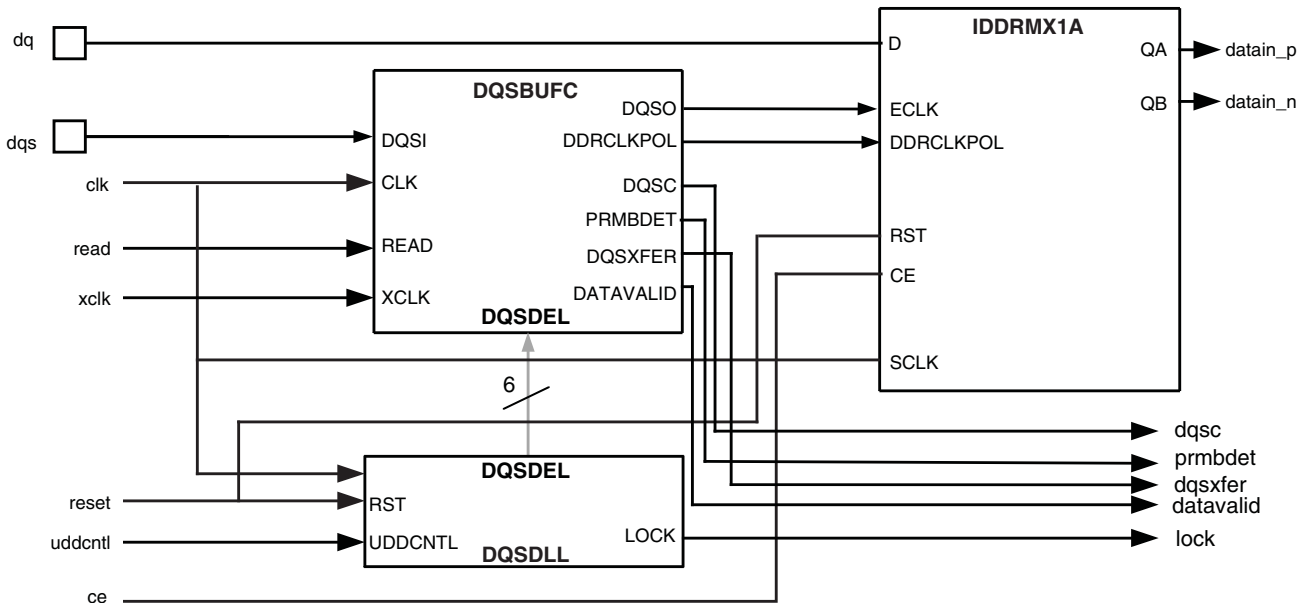 dq
dqs
clk
read
xclk
DQSBUFC
DQSI
CLK
READ
XCLK
DQSO
DDRCLKPOL
DQSC
PRMBDET
DQSXFER
DATAVALID
DQSDEL
IDDRMX1A
D
ECLK
DDRCLKPOL
RST
CE
SCLK
QA
QB
datain_p
datain_n
6
reset
uddcntl
ce
DQSDEL
RST
UDDCNTL
LOCK
DQSDLL
dqsc
prmbdet
dqsxfer
datavalid
lock